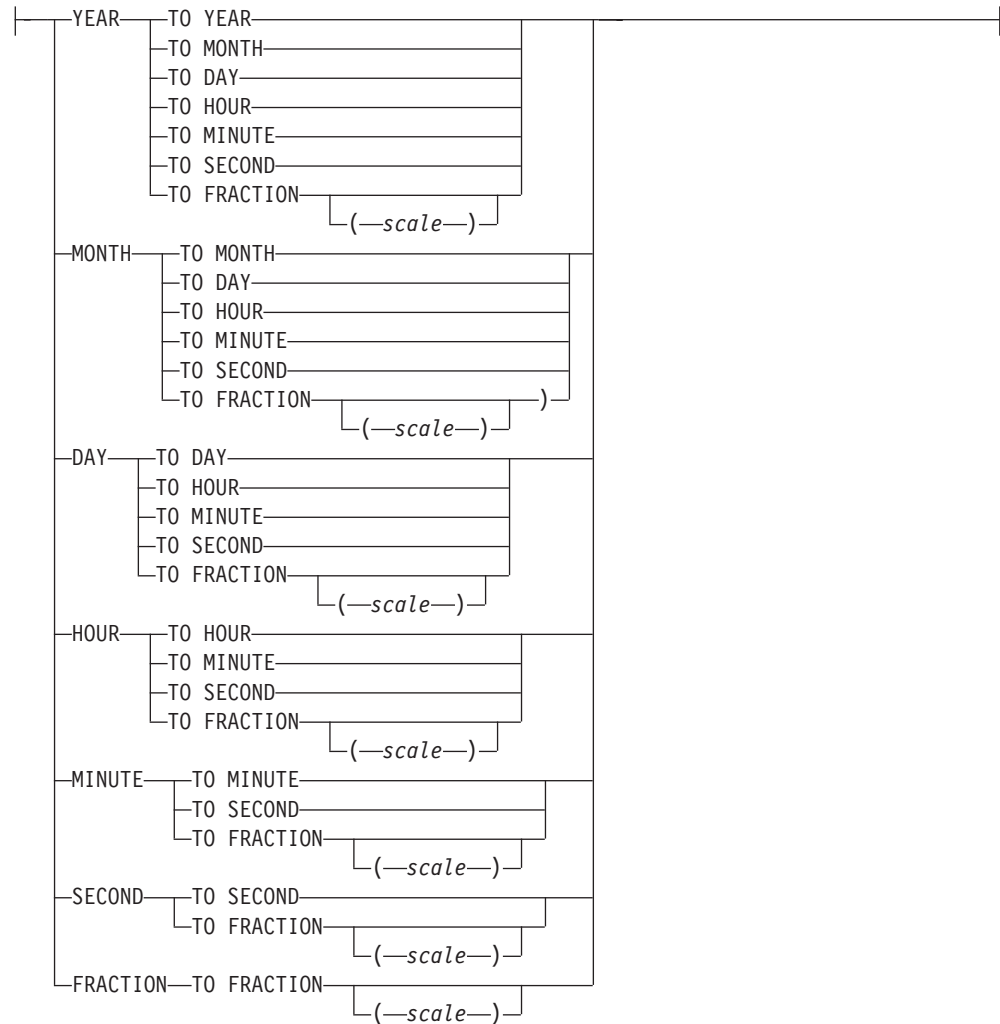 YEAR TO YEAR
TO MONTH
TO DAY
TO HOUR
TO MINUTE
TO SECOND
TO FRACTION
( scale )
MONTH TO MONTH
TO DAY
TO HOUR
TO MINUTE
TO SECOND
TO FRACTION )
( scale )
DAY TO DAY
TO HOUR
TO MINUTE
TO SECOND
TO FRACTION
( scale )
HOUR TO HOUR
TO MINUTE
TO SECOND
TO FRACTION
( scale )
MINUTE TO MINUTE
TO SECOND
TO FRACTION
( scale )
SECOND TO SECOND
TO FRACTION
( scale )
FRACTION TO FRACTION
( scale )